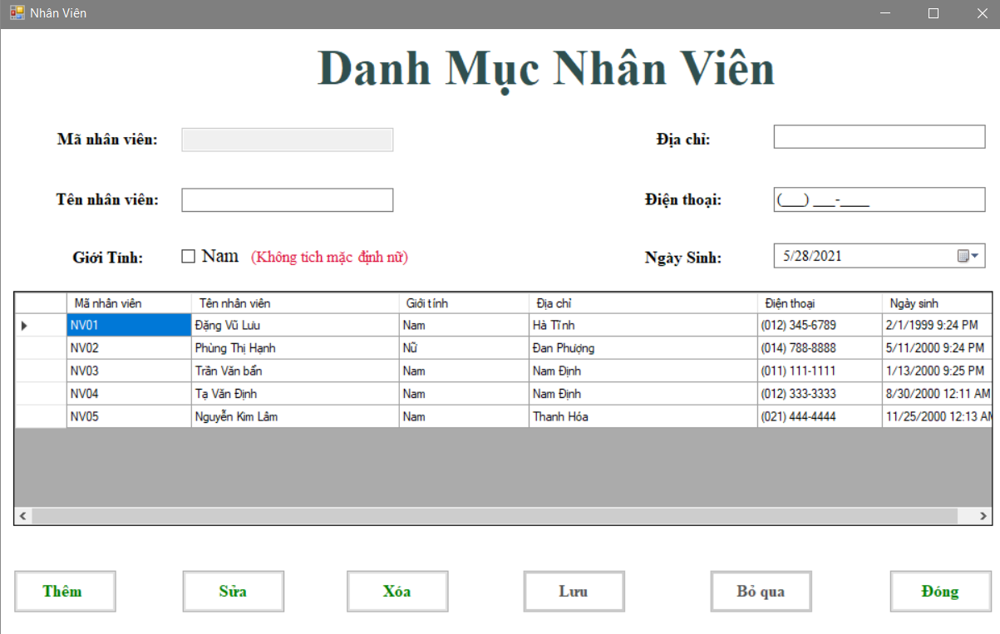 Nhân Viên
Danh Mục Nhân Viên
Mã nhân viên:
Địa chỉ:
Tên nhân viên:
Điện thoại: (___) ___-____
Giới Tính: Nam (Không tích mặc định nữ)
Ngày Sinh: 5/28/2021
Mã nhân viên Tên nhân viên Giới tính Địa chỉ Điện thoại Ngày sinh
NV01 Đặng Vũ Lưu Nam Hà Tĩnh (012) 345-6789 2/1/1999 9:24 PM
NV02 Phùng Thị Hạnh Nữ Đan Phượng (014) 788-8888 5/11/2000 9:24 PM
NV03 Trần Văn bẩn Nam Nam Định (011) 111-1111 1/13/2000 9:25 PM
NV04 Tạ Văn Định Nam Nam Định (012) 333-3333 8/30/2000 12:11 AM
NV05 Nguyễn Kim Lâm Nam Thanh Hóa (021) 444-4444 11/25/2000 12:13 AM
Thêm Sửa Xóa Lưu Bỏ qua Đóng